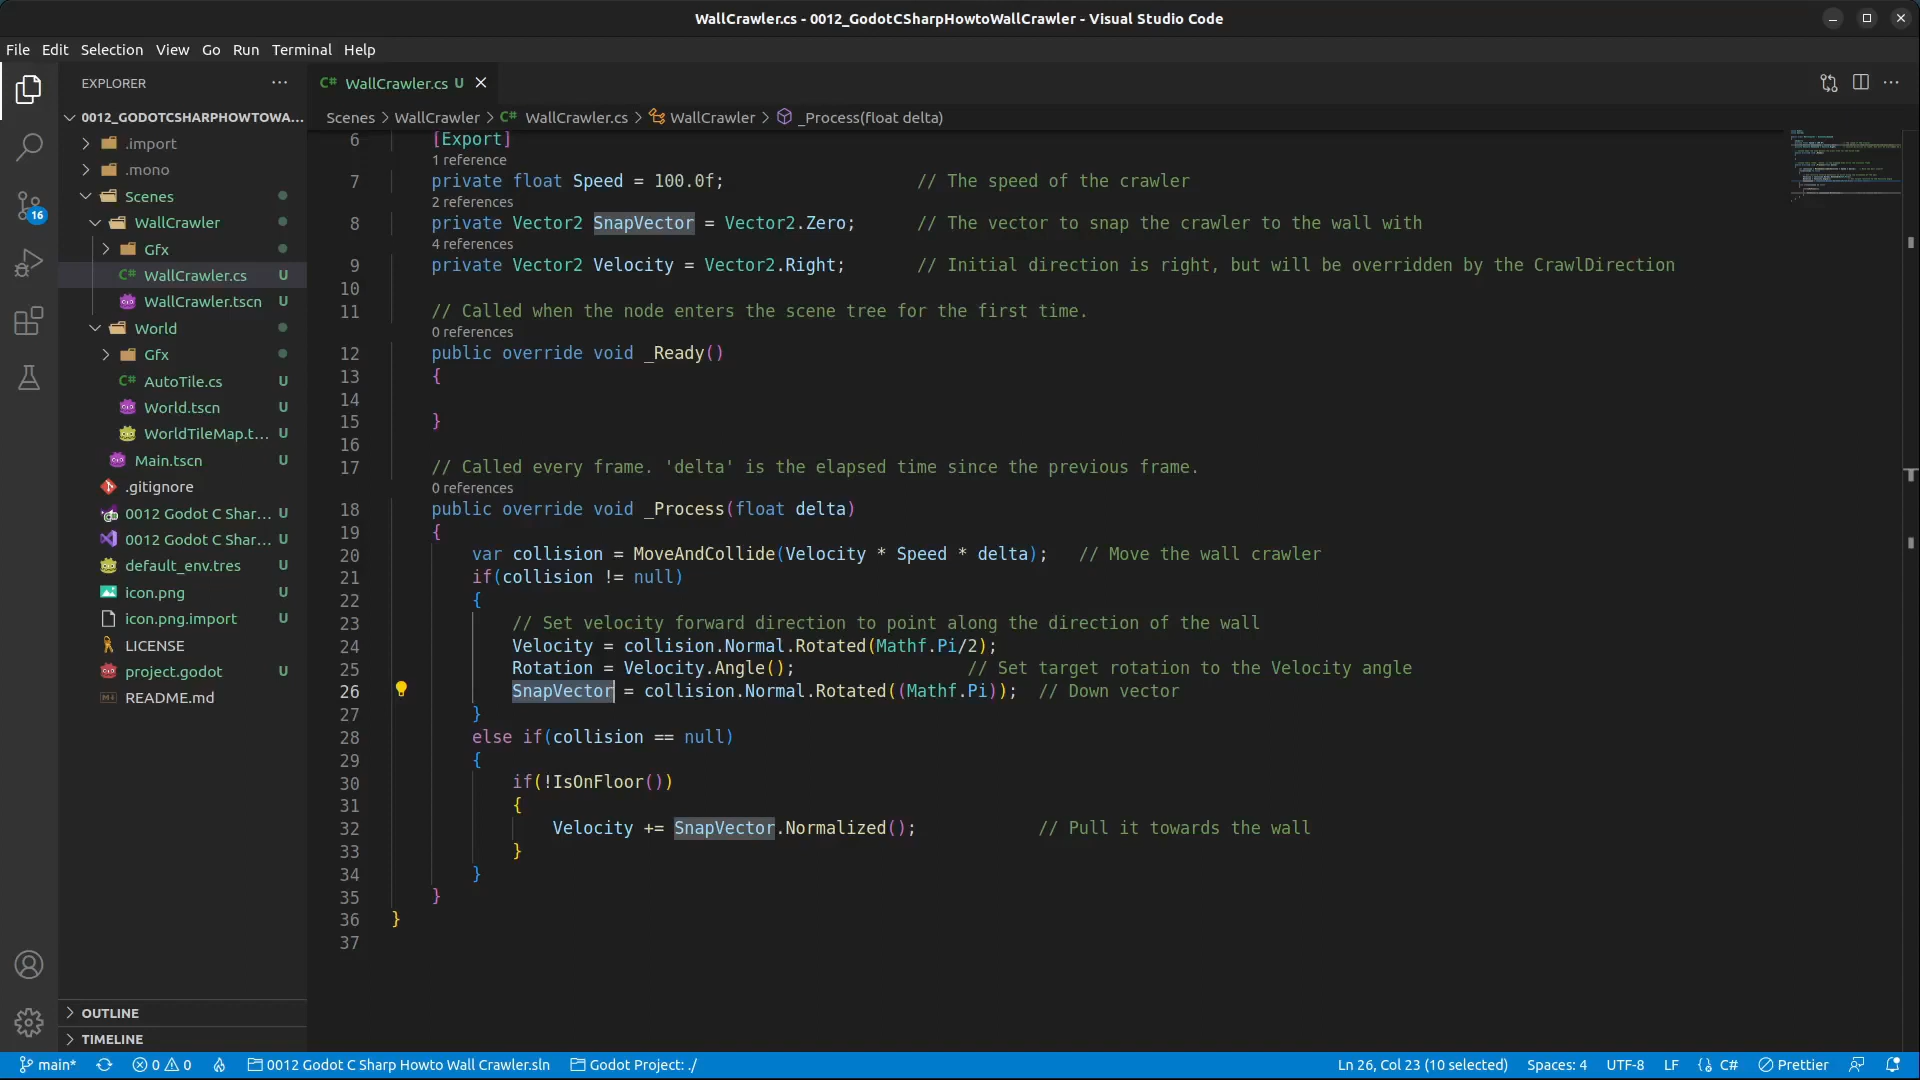 WallCrawler.cs - 0012_GodotCSharpHowtoWallCrawler - Visual Studio Code
File Edit Selection View Go Run Terminal Help
EXPLORER
0012_GODOTCSHARPHOWTOWA...
.import
.mono
Scenes
WallCrawler
Gfx
WallCrawler.cs U
WallCrawler.tscn U
World
Gfx
AutoTile.cs U
World.tscn U
WorldTileMap.t... U
Main.tscn U
.gitignore
0012 Godot C Shar... U
0012 Godot C Shar... U
default_env.tres U
icon.png U
icon.png.import U
LICENSE
project.godot U
README.md
OUTLINE
TIMELINE
16
C# WallCrawler.cs U
Scenes > WallCrawler > C# WallCrawler.cs > WallCrawler > _Process(float delta)
6 [Export]
1 reference
7 private float Speed = 100.0f; // The speed of the crawler
2 references
8 private Vector2 SnapVector = Vector2.Zero; // The vector to snap the crawler to the wall with
4 references
9 private Vector2 Velocity = Vector2.Right; // Initial direction is right, but will be overridden by the CrawlDirection
10
11 // Called when the node enters the scene tree for the first time.
0 references
12 public override void _Ready()
13 {
14
15 }
16
17 // Called every frame. 'delta' is the elapsed time since the previous frame.
0 references
18 public override void _Process(float delta)
19 {
20 var collision = MoveAndCollide(Velocity * Speed * delta); // Move the wall crawler
21 if(collision != null)
22 {
23 // Set velocity forward direction to point along the direction of the wall
24 Velocity = collision.Normal.Rotated(Mathf.Pi/2);
25 Rotation = Velocity.Angle(); // Set target rotation to the Velocity angle
26 SnapVector = collision.Normal.Rotated((Mathf.Pi)); // Down vector
27 }
28 else if(collision == null)
29 {
30 if(!IsOnFloor())
31 {
32 Velocity += SnapVector.Normalized(); // Pull it towards the wall
33 }
34 }
35 }
36 }
37
main* 0 0 0012 Godot C Sharp Howto Wall Crawler.sln Godot Project: ./ Ln 26, Col 23 (10 selected) Spaces: 4 UTF-8 LF {} C# Prettier